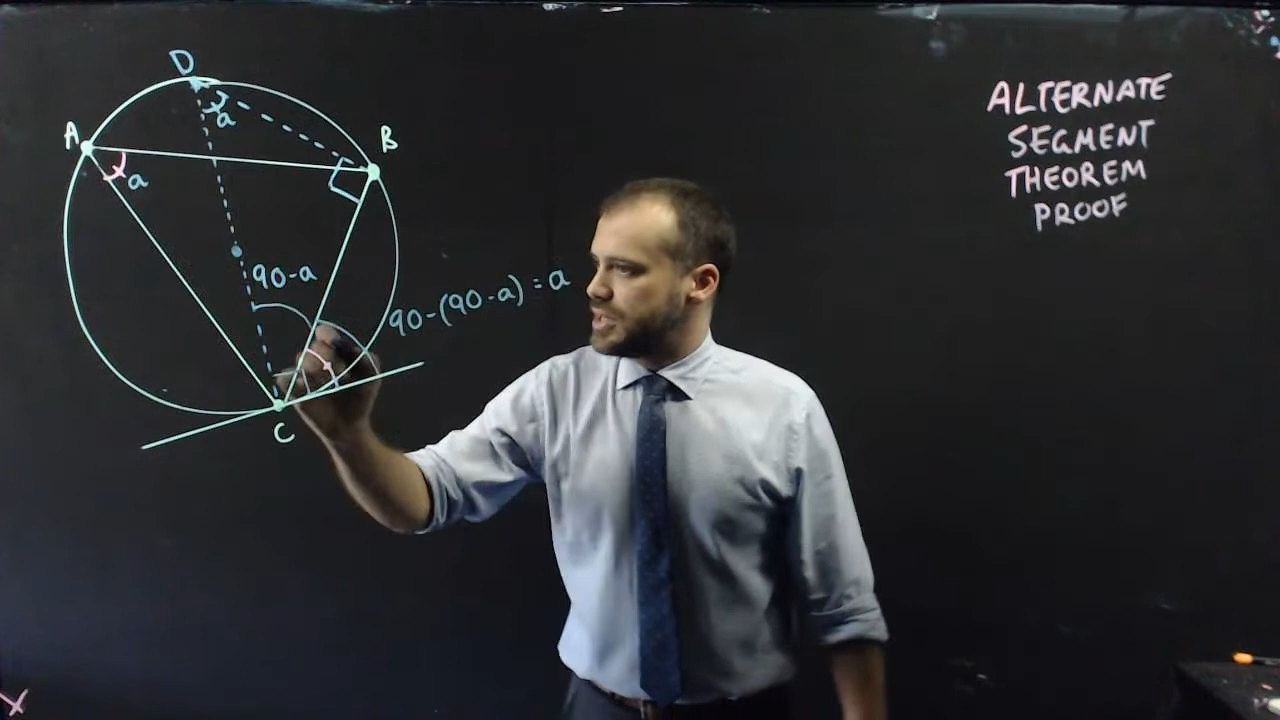 D
a
A
B
a
90-a
90-(90-a)=a
C
ALTERNATE
SEGMENT
THEOREM
PROOF